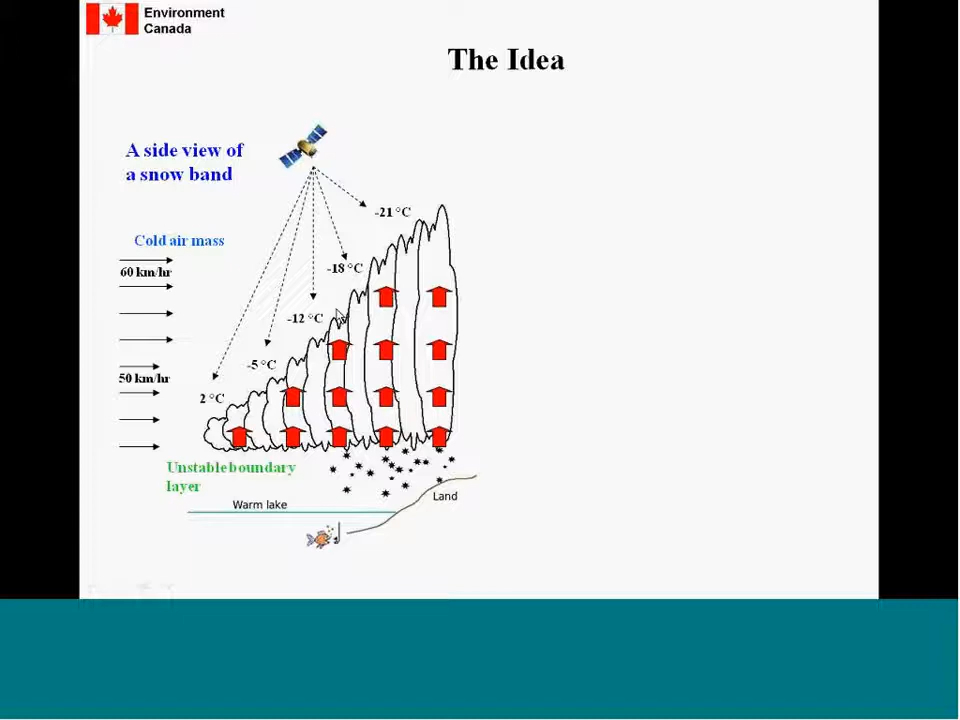 Environment
Canada
The Idea
A side view of
a snow band
-21 °C
Cold air mass
60 km/hr
-18 °C
-12 °C
-5 °C
50 km/hr
2 °C
Unstable boundary
layer
Land
Warm lake